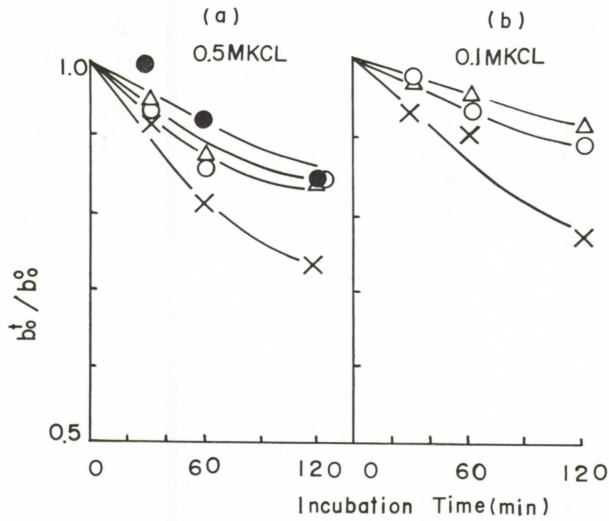 (a)
(b)
0.5MKCL
0.1MKCL
1.0
b₀ᵗ/b₀⁰
0.5
0 60 120 0 60 120
Incubation Time(min)